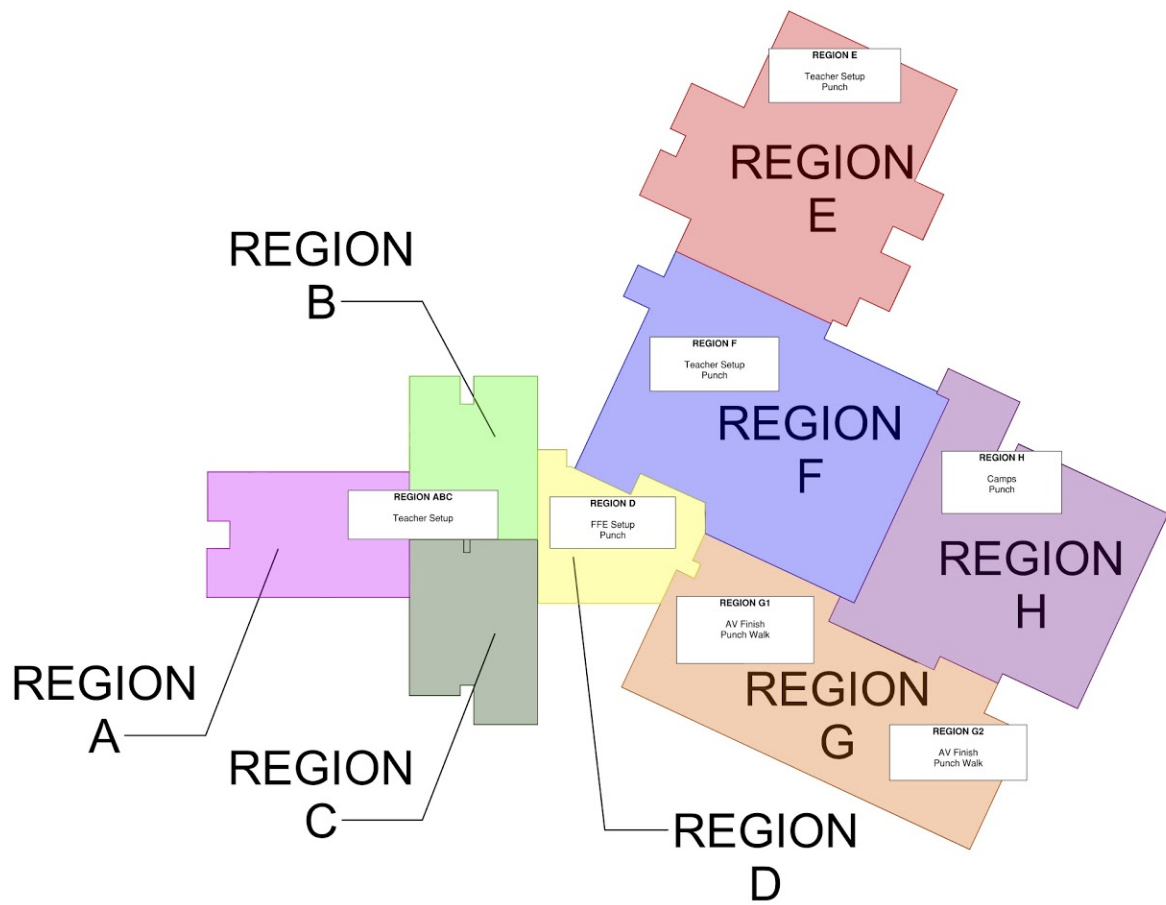 REGION E
Teacher Setup
Punch
REGION
E
REGION
B
REGION F
Teacher Setup
Punch
REGION
F
REGION H
Camps
Punch
REGION
H
REGION ABC
Teacher Setup
REGION D
FFE Setup
Punch
REGION G1
AV Finish
Punch Walk
REGION
G
REGION G2
AV Finish
Punch Walk
REGION
A
REGION
C
REGION
D